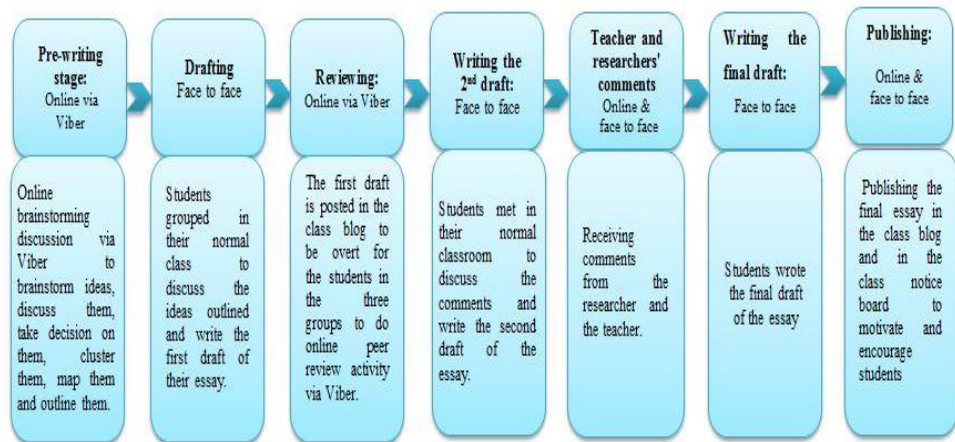 Pre-writing
stage:
Online via
Viber
Drafting
Face to face
Reviewing:
Online via Viber
Writing the
2nd draft:
Face to face
Teacher and
researchers'
comments
Online &
face to face
Writing the
final draft:
Face to face
Publishing:
Online &
face to face
Online
brainstorming
discussion via
Viber to
brainstorm ideas,
discuss them,
take decision on
them, cluster
them, map them
and outline them.
Students
grouped in
their normal
class to
discuss the
ideas outlined
and write the
first draft of
their essay.
The first draft
is posted in the
class blog to
be overt for
the students in
the three
groups to do
online peer
review activity
via Viber.
Students met in
their normal
classroom to
discuss the
comments and
write the second
draft of the
essay.
Receiving
comments
from the
researcher and
the teacher.
Students wrote
the final draft
of the essay
Publishing the
final essay in
the class blog
and in the
class notice
board to
motivate and
encourage
students